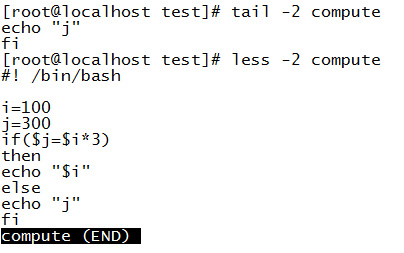 [root@localhost test]# tail -2 compute
echo "j"
fi
[root@localhost test]# less -2 compute
#! /bin/bash
i=100
j=300
if($j=$i*3)
then
echo "$i"
else
echo "j"
fi
compute (END)